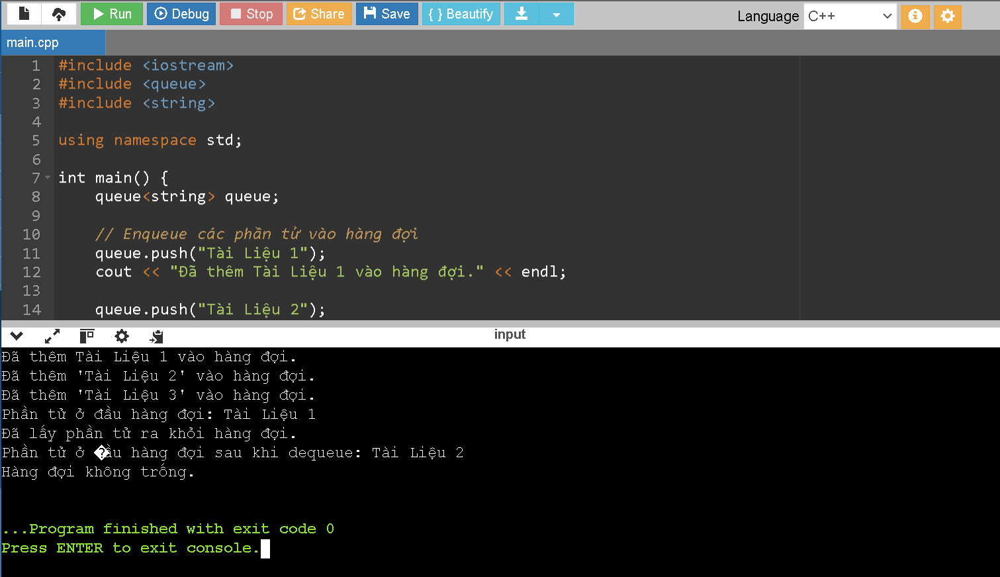 Run Debug Stop Share Save { } Beautify Language C++
main.cpp
1 #include <iostream>
2 #include <queue>
3 #include <string>
4
5 using namespace std;
6
7 int main() {
8 queue<string> queue;
9
10 // Enqueue các phần tử vào hàng đợi
11 queue.push("Tài Liệu 1");
12 cout << "Đã thêm Tài Liệu 1 vào hàng đợi." << endl;
13
14 queue.push("Tài Liệu 2");
input
Đã thêm Tài Liệu 1 vào hàng đợi.
Đã thêm 'Tài Liệu 2' vào hàng đợi.
Đã thêm 'Tài Liệu 3' vào hàng đợi.
Phần tử ở đầu hàng đợi: Tài Liệu 1
Đã lấy phần tử ra khỏi hàng đợi.
Phần tử ở �ầu hàng đợi sau khi dequeue: Tài Liệu 2
Hàng đợi không trống.
...Program finished with exit code 0
Press ENTER to exit console.